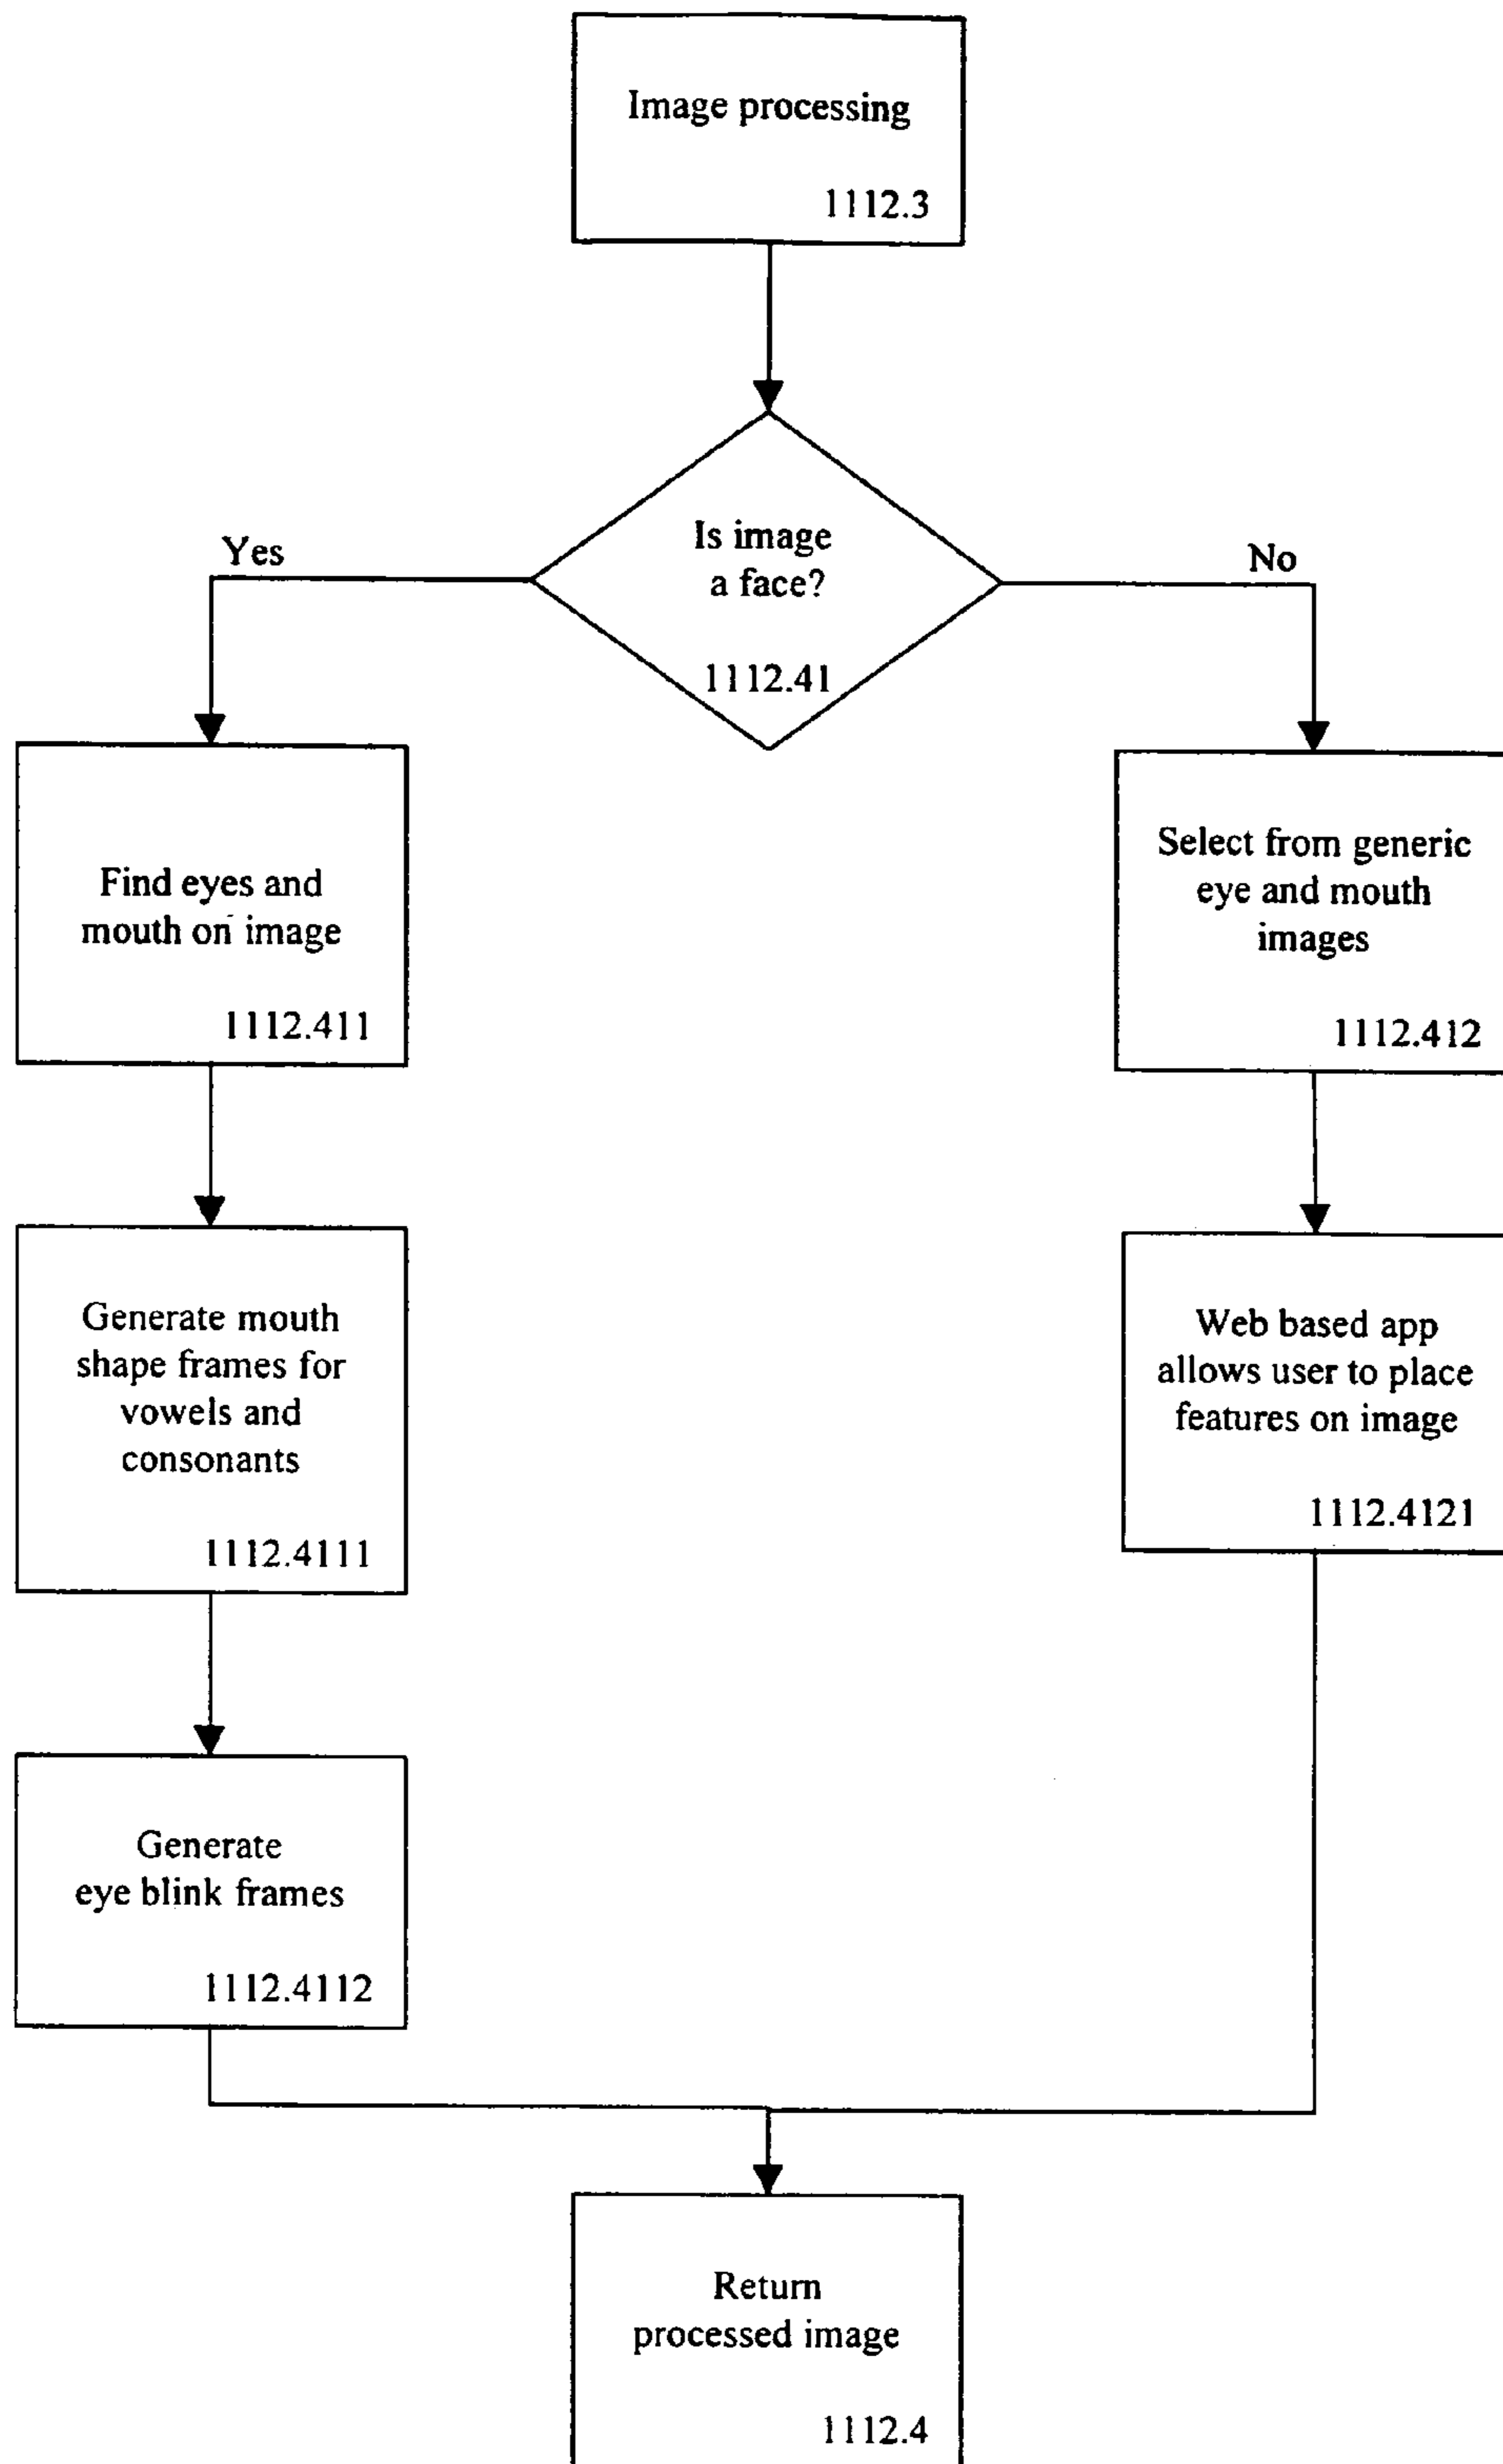 Image processing
1112.3
Is image
a face?
1112.41
Yes
No
Find eyes and
mouth on image
1112.411
Select from generic
eye and mouth
images
1112.412
Generate mouth
shape frames for
vowels and
consonants
1112.4111
Web based app
allows user to place
features on image
1112.4121
Generate
eye blink frames
1112.4112
Return
processed image
1112.4